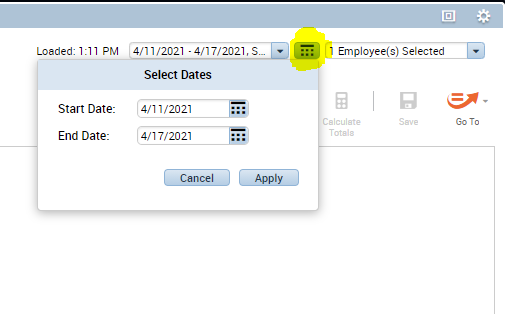 Loaded: 1:11 PM 4/11/2021 - 4/17/2021, S... 1 Employee(s) Selected
Select Dates
Start Date: 4/11/2021
End Date: 4/17/2021
Cancel Apply
Calculate
Totals
Save
Go To